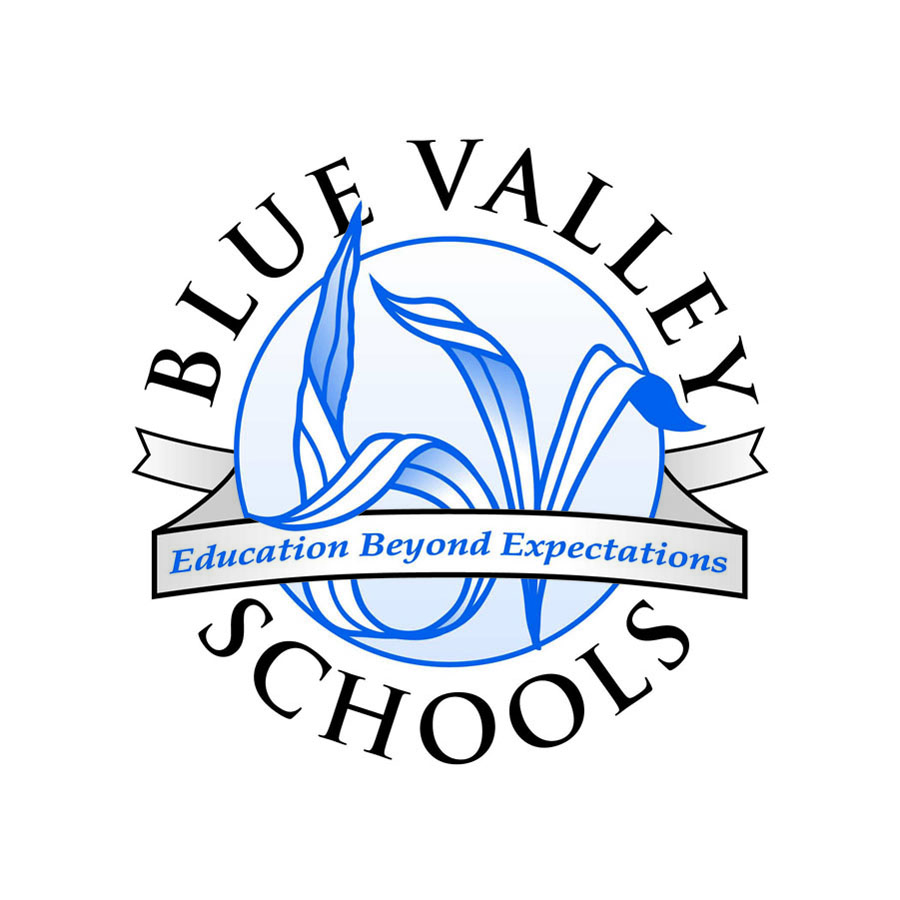 BLUE VALLEY
Education Beyond Expectations
SCHOOLS